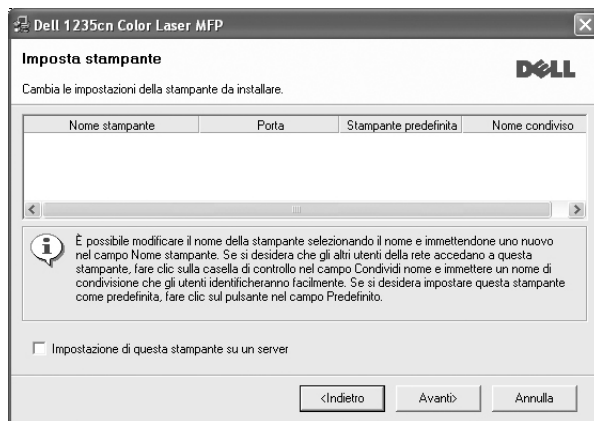 Dell 1235cn Color Laser MFP
Imposta stampante
DELL
Cambia le impostazioni della stampante da installare.
Nome stampante Porta Stampante predefinita Nome condiviso
È possibile modificare il nome della stampante selezionando il nome e immettendone uno nuovo
nel campo Nome stampante. Se si desidera che gli altri utenti della rete accedano a questa
stampante, fare clic sulla casella di controllo nel campo Condividi nome e immettere un nome di
condivisione che gli utenti identificheranno facilmente. Se si desidera impostare questa stampante
come predefinita, fare clic sul pulsante nel campo Predefinito.
Impostazione di questa stampante su un server
<Indietro Avanti> Annulla